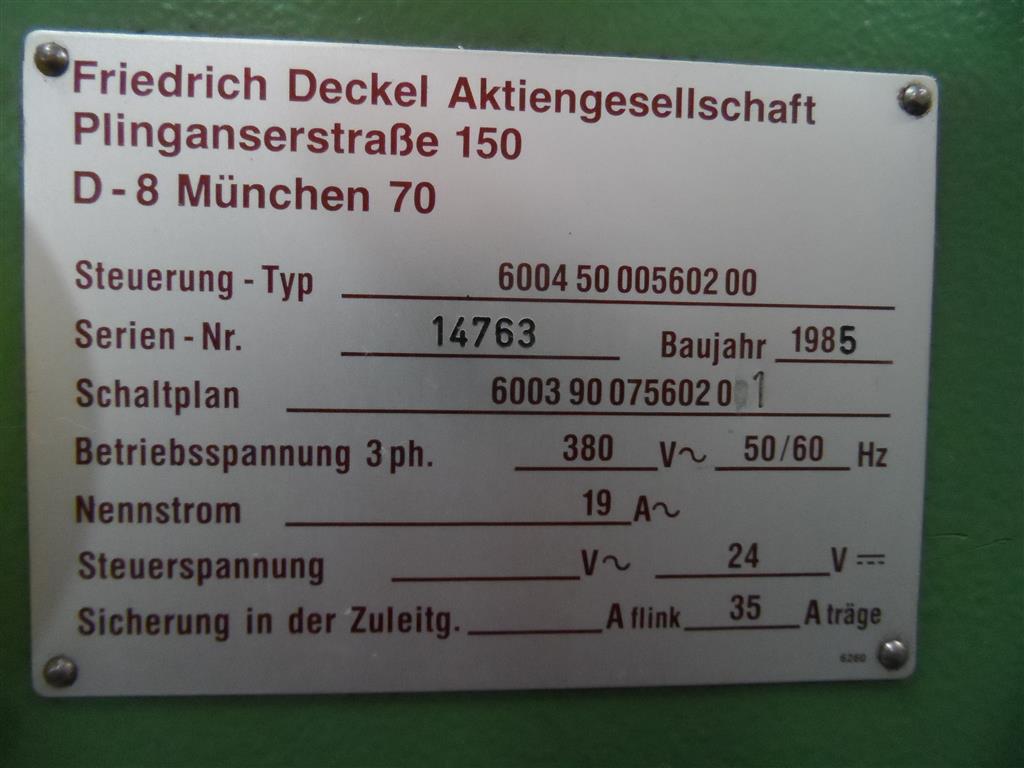 Friedrich Deckel Aktiengesellschaft
Plinganserstraße 150
D-8 München 70
Steuerung - Typ 6004 50 005602 00
Serien - Nr. 14763 Baujahr 1985
Schaltplan 6003 90 075602 0 1
Betriebsspannung 3 ph. 380 V~ 50/60 Hz
Nennstrom 19 A~
Steuerspannung V~ 24 V⎓
Sicherung in der Zuleitg. A flink 35 A träge
6260